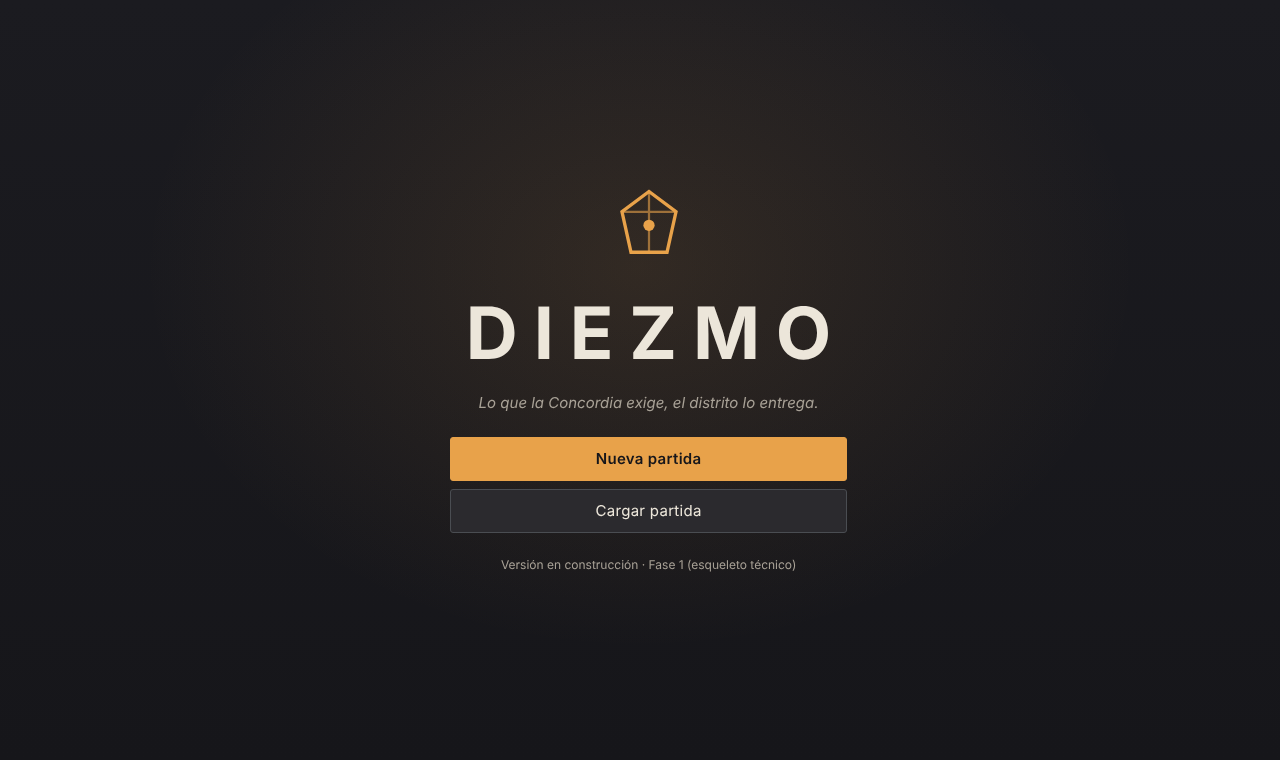 DIEZMO
Lo que la Concordia exige, el distrito lo entrega.
Nueva partida
Cargar partida
Versión en construcción · Fase 1 (esqueleto técnico)